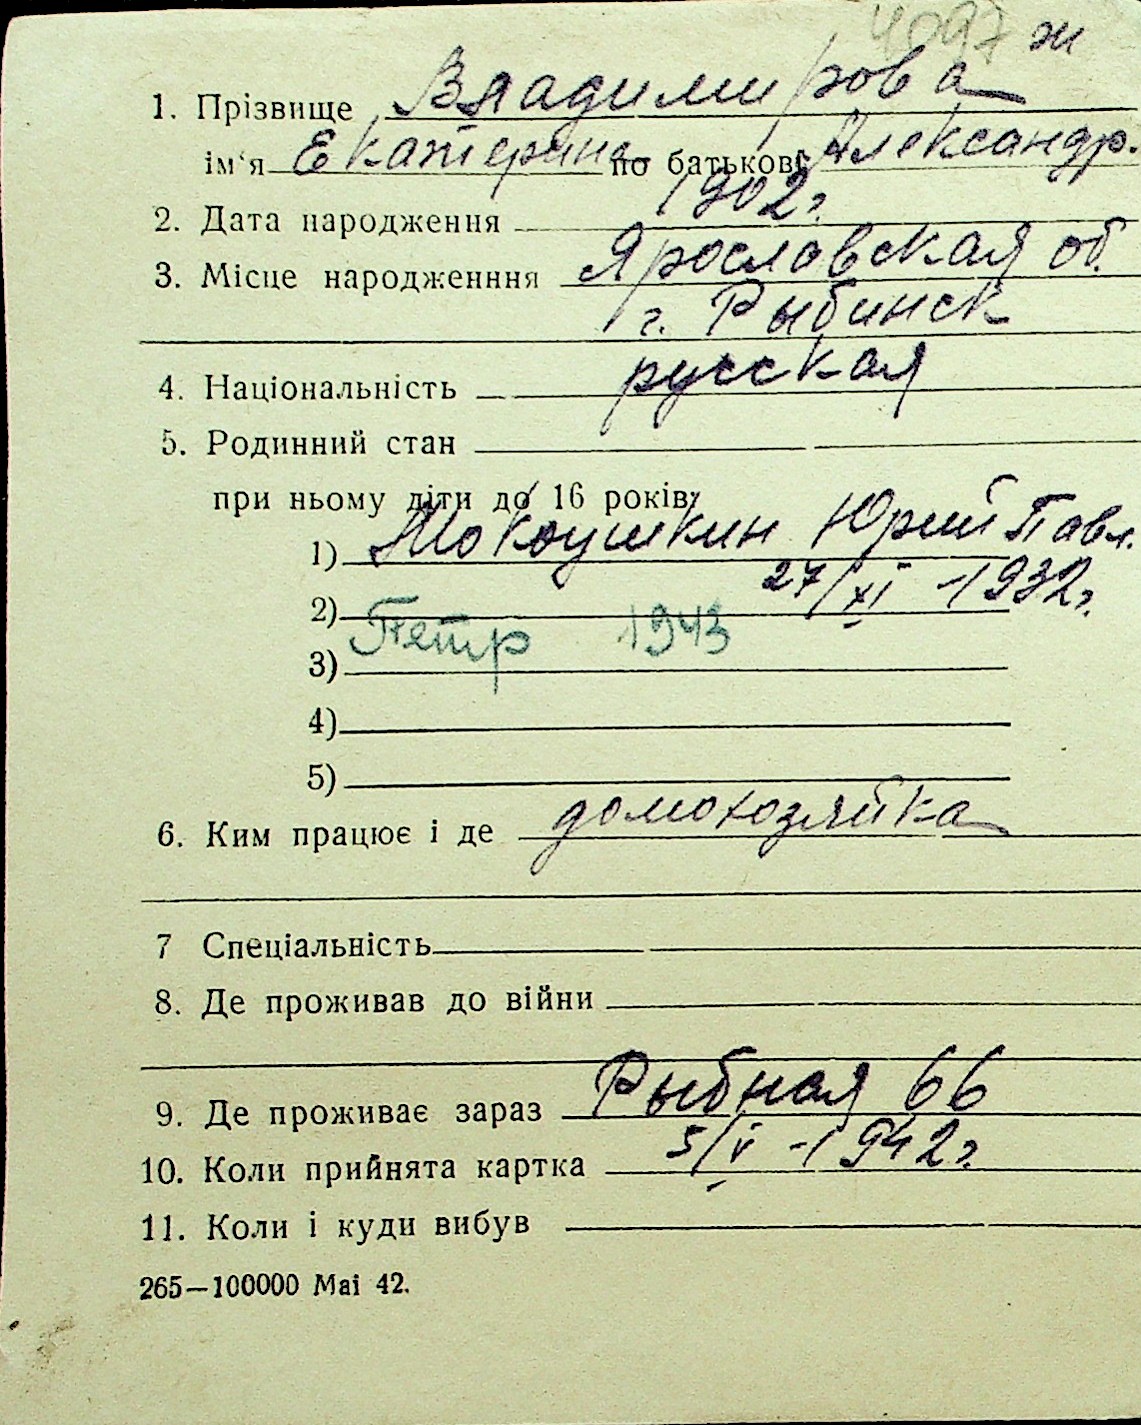 4097 ж
1. Прізвище Владимирова
ім‘я Екатерина по батькові Александр.
2. Дата народження 1902 г.
3. Місце народженння Ярославская об.
г. Рыбинск
4. Національність русская
5. Родинний стан
при ньому діти до 16 років:
1) Мокоушкин Юрий Павл.
27/XI -1932 г.
2)
Петр 1943
3)
4)
5)
6. Ким працює і де домохозяйка
7 Спеціальність
8. Де проживав до війни
9. Де проживає зараз Рыбная 66
10. Коли прийнята картка 5/V -1942 г.
11. Коли і куди вибув
265—100000 Mai 42.